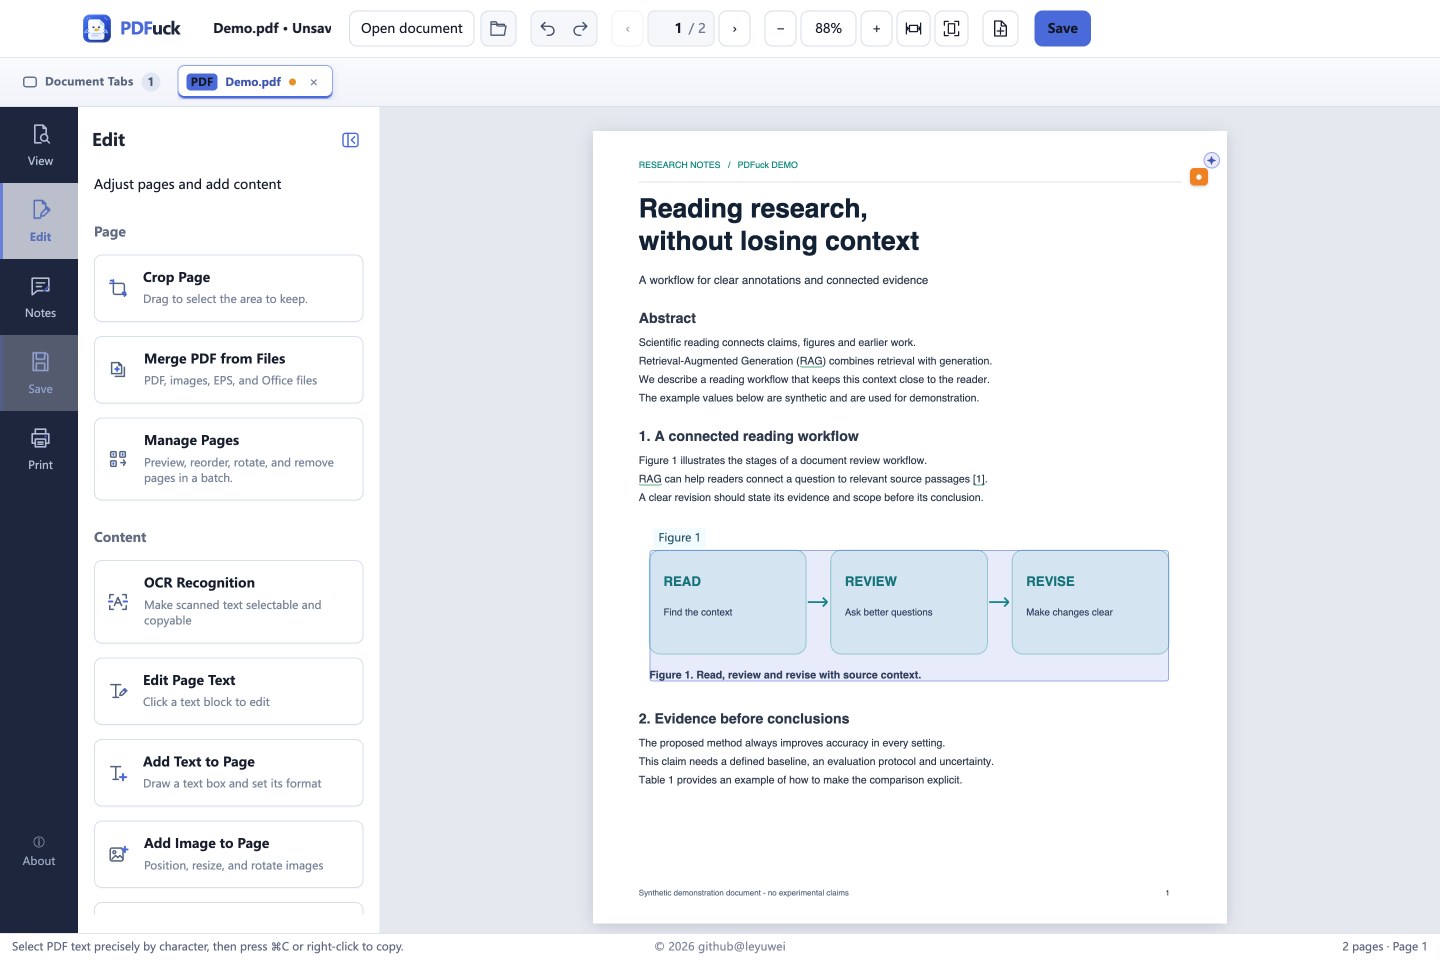 PDFuck
Demo.pdf • Unsav
Open document
1 / 2
88%
Save
Document Tabs 1
PDF Demo.pdf
View
Edit
Notes
Save
Print
About
Edit
Adjust pages and add content
Page
Crop Page
Drag to select the area to keep.
Merge PDF from Files
PDF, images, EPS, and Office files
Manage Pages
Preview, reorder, rotate, and remove
pages in a batch.
Content
OCR Recognition
Make scanned text selectable and
copyable
Edit Page Text
Click a text block to edit
Add Text to Page
Draw a text box and set its format
Add Image to Page
Position, resize, and rotate images
RESEARCH NOTES / PDFuck DEMO
Reading research,
without losing context
A workflow for clear annotations and connected evidence
Abstract
Scientific reading connects claims, figures and earlier work.
Retrieval-Augmented Generation (RAG) combines retrieval with generation.
We describe a reading workflow that keeps this context close to the reader.
The example values below are synthetic and are used for demonstration.
1. A connected reading workflow
Figure 1 illustrates the stages of a document review workflow.
RAG can help readers connect a question to relevant source passages [1].
A clear revision should state its evidence and scope before its conclusion.
Figure 1
READ
Find the context
REVIEW
Ask better questions
REVISE
Make changes clear
Figure 1. Read, review and revise with source context.
2. Evidence before conclusions
The proposed method always improves accuracy in every setting.
This claim needs a defined baseline, an evaluation protocol and uncertainty.
Table 1 provides an example of how to make the comparison explicit.
Synthetic demonstration document - no experimental claims
1
Select PDF text precisely by character, then press ⌘C or right-click to copy.
© 2026 github@leyuwei
2 pages · Page 1